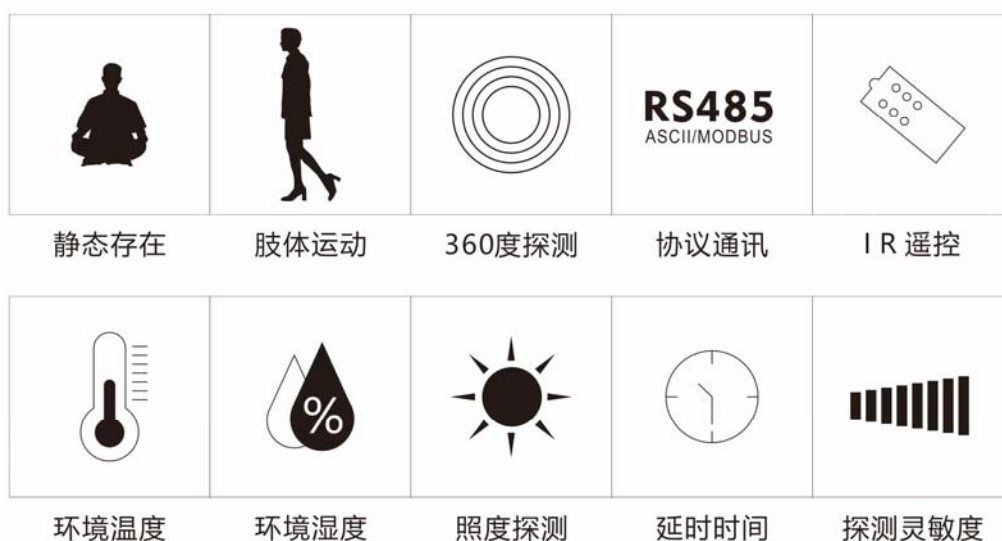 RS485
ASCII/MODBUS
静态存在
肢体运动
360度探测
协议通讯
IR遥控
%
环境温度
环境湿度
照度探测
延时时间
探测灵敏度